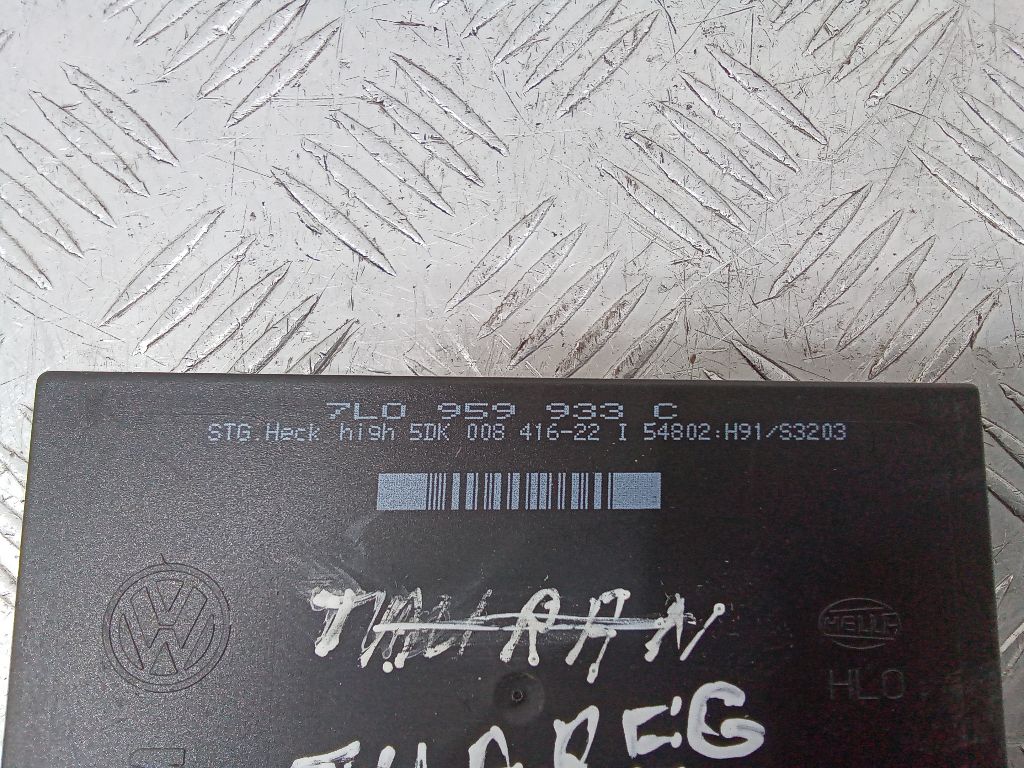 7L0 959 933 C
STG Heck high 5DK 008 416-22 I 54802:H91/S3203
HELLA
HLO